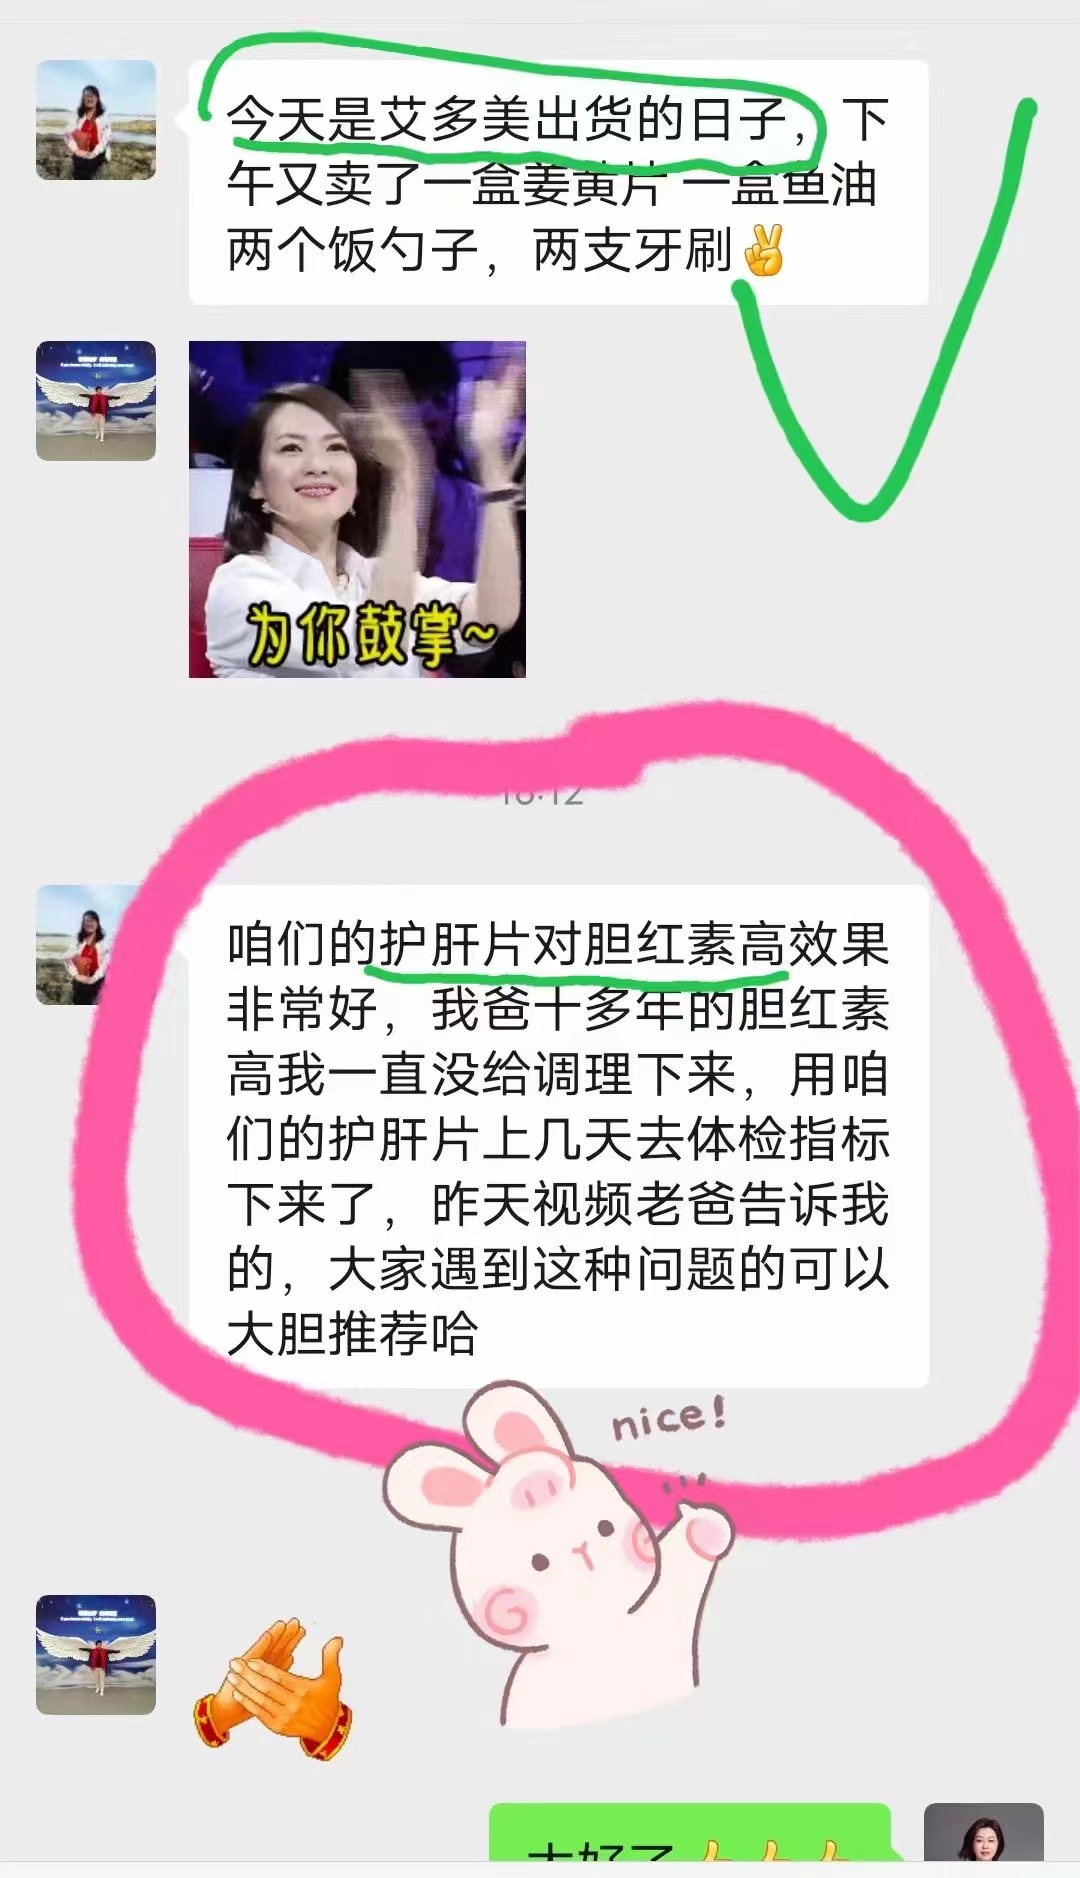 今天是艾多美出货的日子，下
午又卖了一盒姜黄片 一盒鱼油
两个饭勺子，两支牙刷✌️
为你鼓掌~
咱们的护肝片对胆红素高效果
非常好，我爸十多年的胆红素
高我一直没给调理下来，用咱
们的护肝片上几天去体检指标
下来了，昨天视频老爸告诉我
的，大家遇到这种问题的可以
大胆推荐哈
nice!